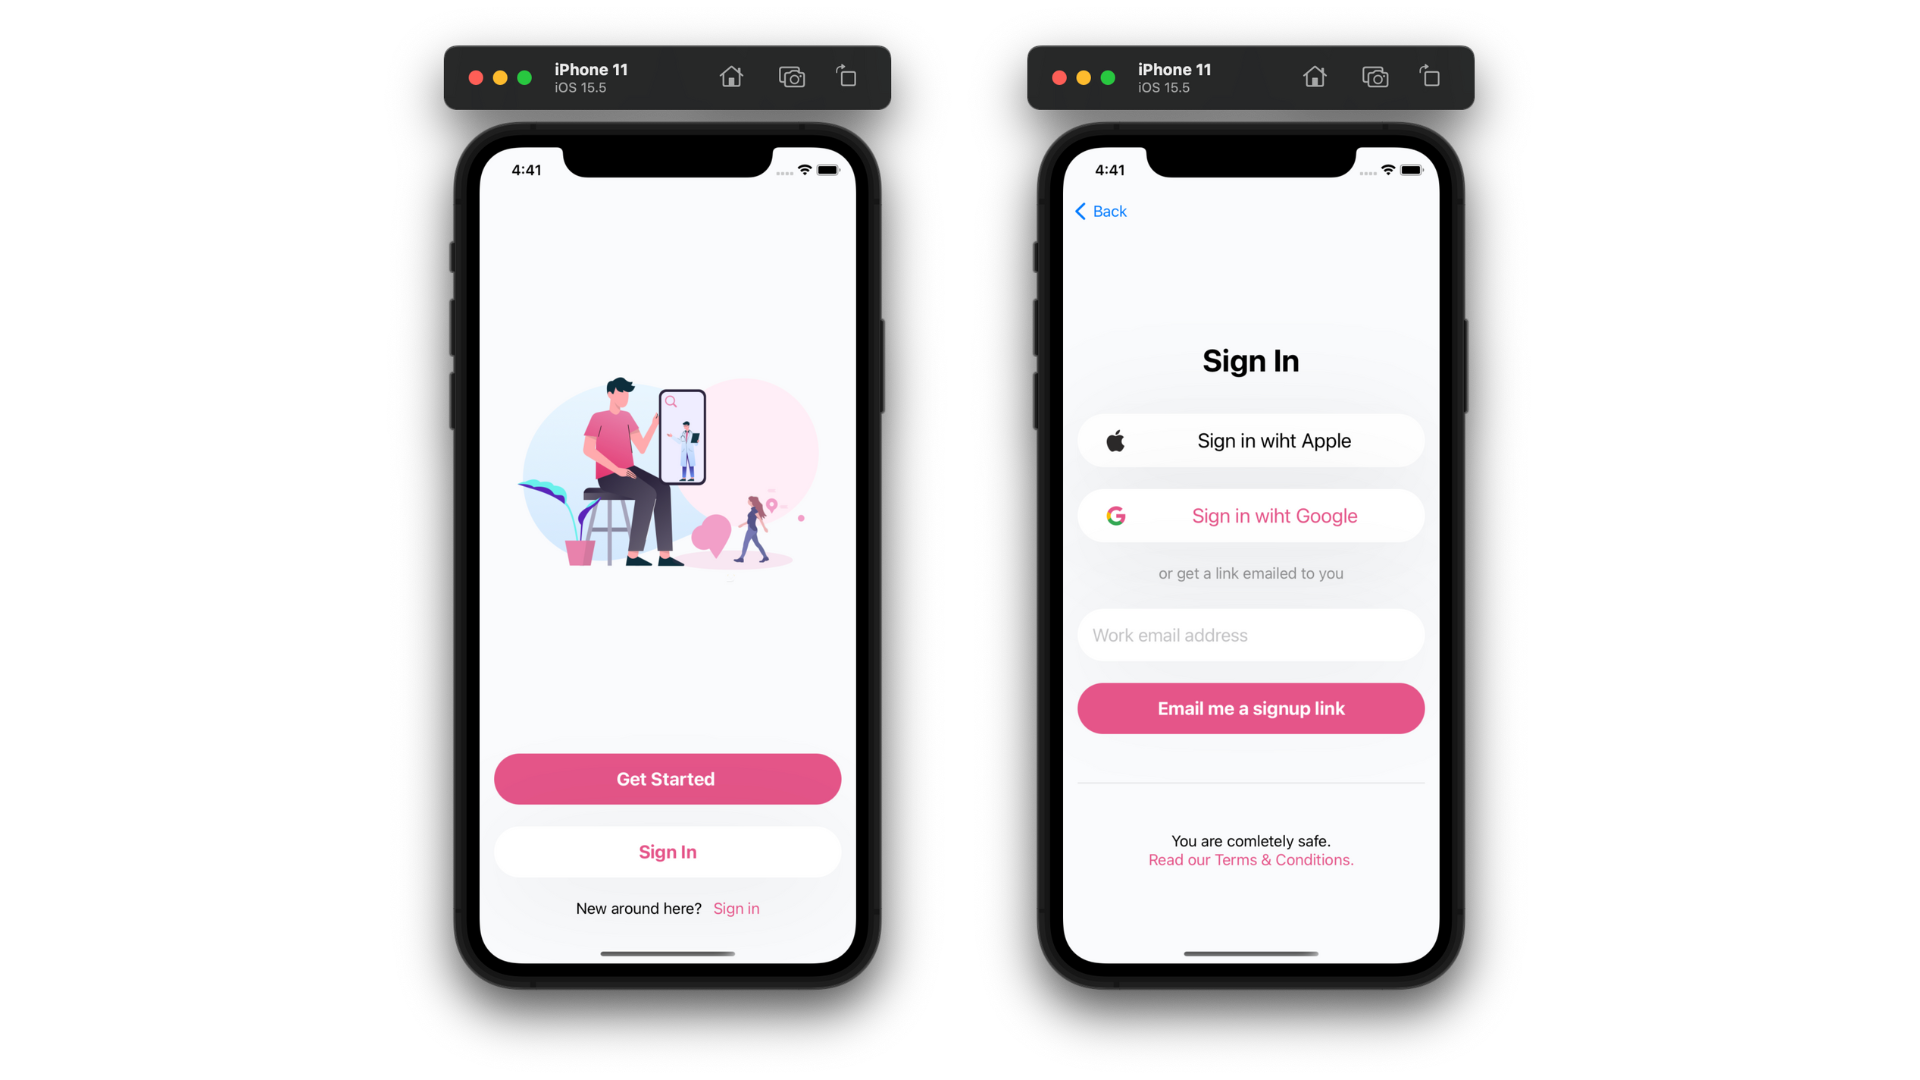 iPhone 11
iOS 15.5
4:41
Get Started
Sign In
New around here? Sign in
iPhone 11
iOS 15.5
4:41
Back
Sign In
Sign in wiht Apple
Sign in wiht Google
or get a link emailed to you
Work email address
Email me a signup link
You are comletely safe.
Read our Terms & Conditions.